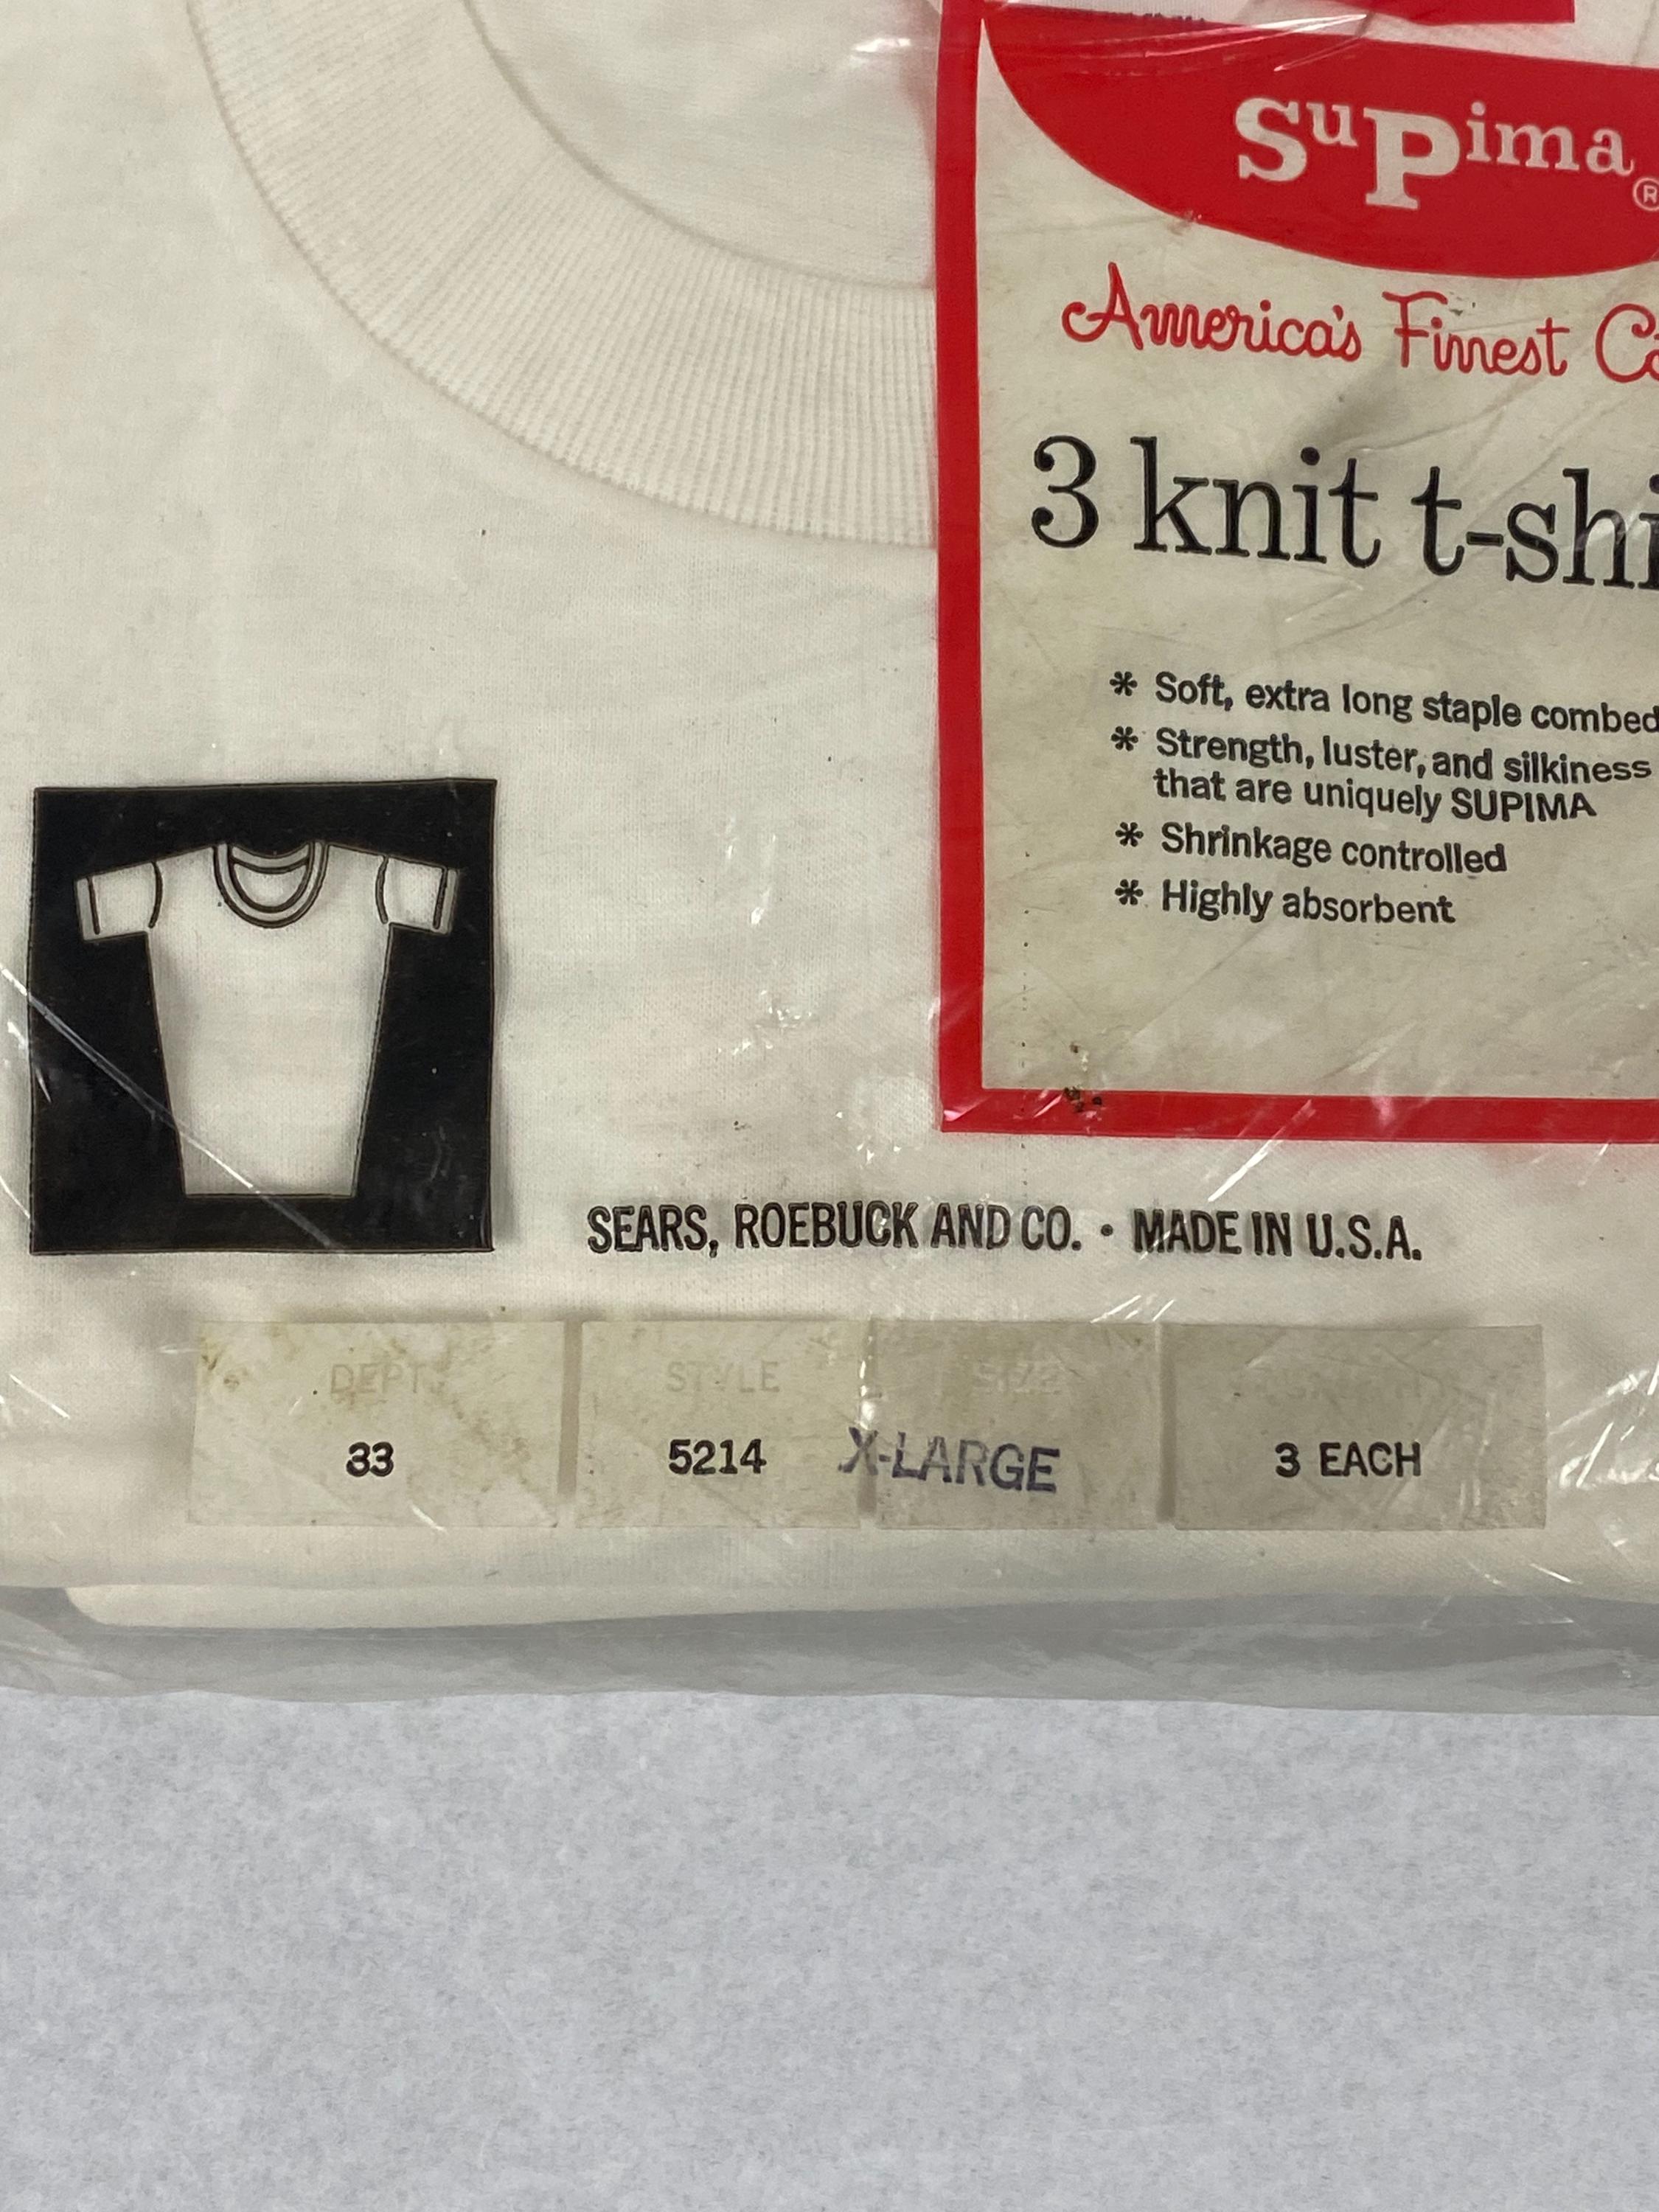 SuPima®
America's Finest
3 knit t-shi
* Soft, extra long staple combed
* Strength, luster, and silkiness
that are uniquely SUPIMA
* Shrinkage controlled
* Highly absorbent
SEARS, ROEBUCK AND CO. • MADE IN U.S.A.
DEPT. STYLE SIZE
33 5214 X-LARGE 3 EACH